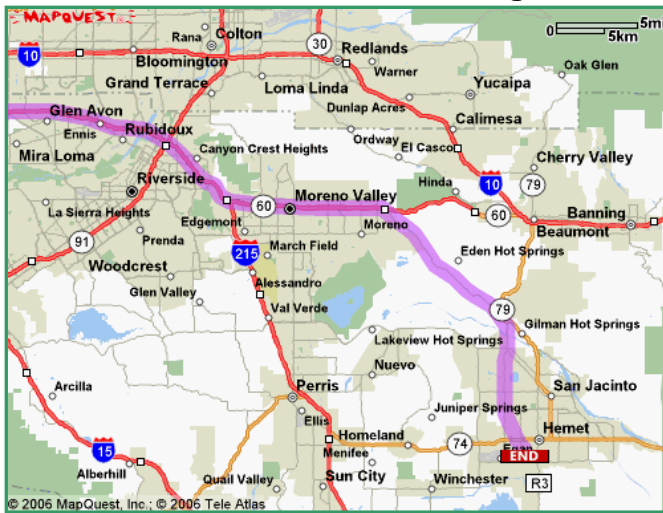 MAPQUEST
Rana
Colton
30
Redlands
0
5mi
5km
10
Bloomington
Warner
Oak Glen
Grand Terrace
Loma Linda
Yucaipa
Glen Avon
Dunlap Acres
Calimesa
Ennis
Rubidoux
Ordway
Mira Loma
Canyon Crest Heights
El Casco
Cherry Valley
Riverside
Hinda
10
79
La Sierra Heights
60
Moreno Valley
60
Banning
Edgemont
Moreno
Beaumont
91
Prenda
215
March Field
Eden Hot Springs
Woodcrest
Alessandro
Glen Valley
Val Verde
79
Gilman Hot Springs
Lakeview Hot Springs
Nuevo
Arcilla
Perris
San Jacinto
Ellis
Juniper Springs
15
Homeland
74
Hemet
Menifee
Egan
END
Alberhill
Quail Valley
Sun City
Winchester
R3
© 2006 MapQuest, Inc.; © 2006 Tele Atlas